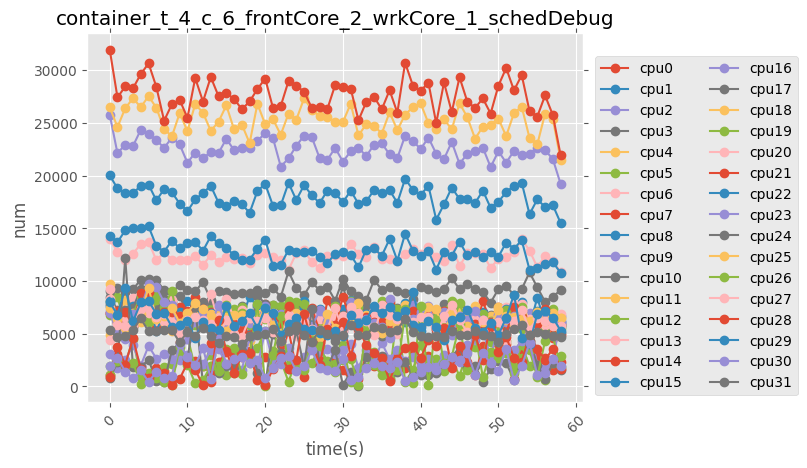 container_t_4_c_6_frontCore_2_wrkCore_1_schedDebug
30000
25000
20000
15000
10000
5000
0
num
0
10
20
30
40
50
60
time(s)
cpu0
cpu1
cpu2
cpu3
cpu4
cpu5
cpu6
cpu7
cpu8
cpu9
cpu10
cpu11
cpu12
cpu13
cpu14
cpu15
cpu16
cpu17
cpu18
cpu19
cpu20
cpu21
cpu22
cpu23
cpu24
cpu25
cpu26
cpu27
cpu28
cpu29
cpu30
cpu31